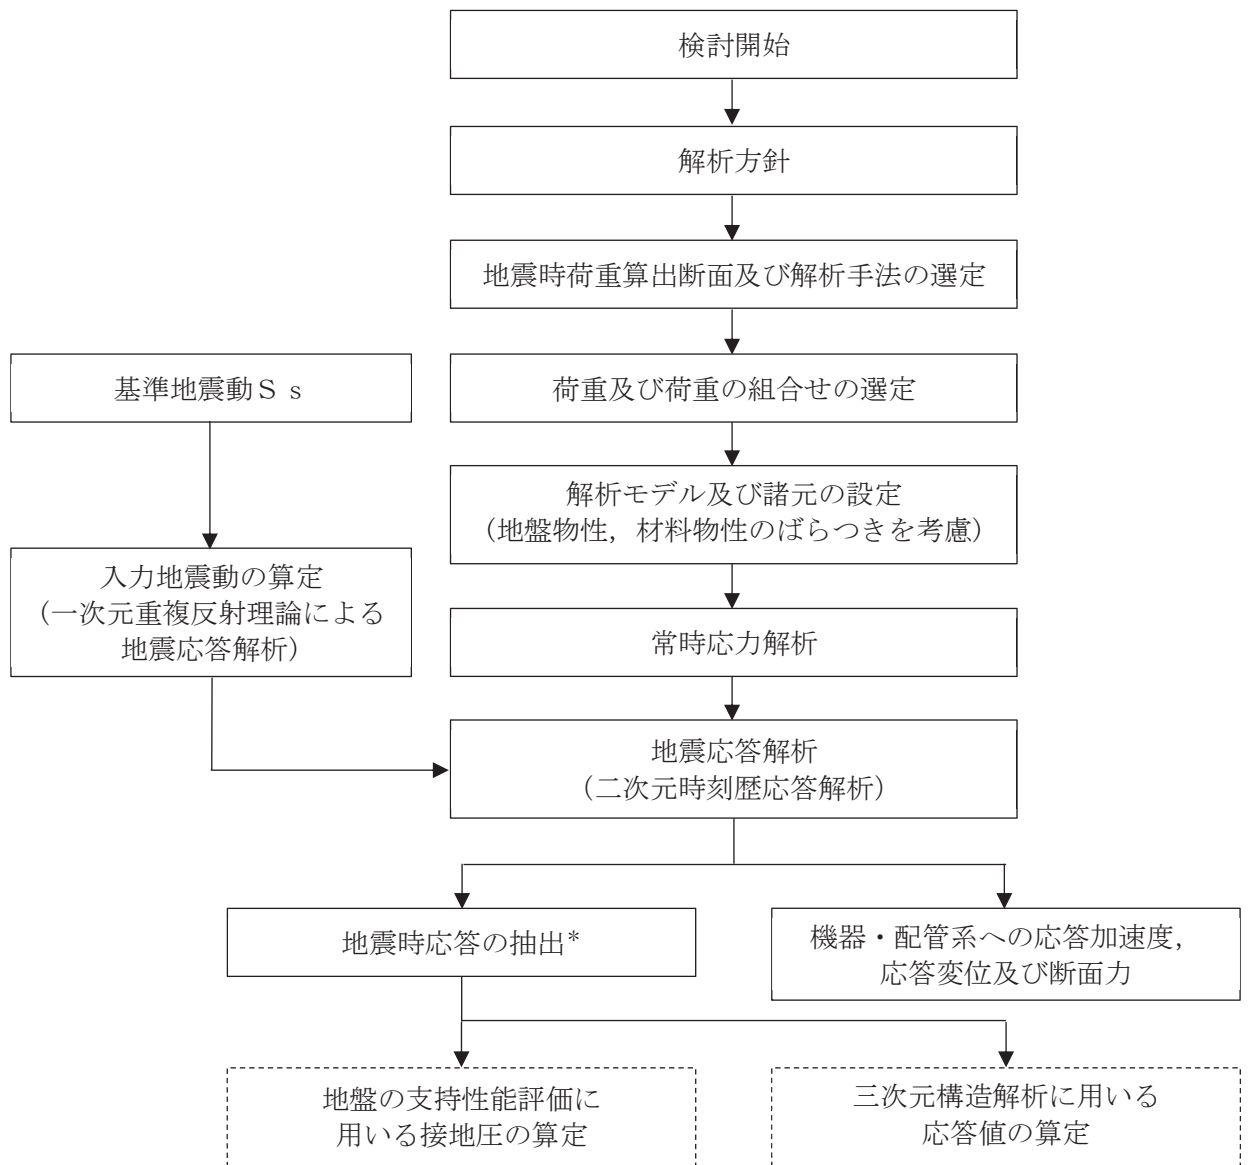 検討開始
解析方針
地震時荷重算出断面及び解析手法の選定
基準地震動Ｓｓ
荷重及び荷重の組合せの選定
解析モデル及び諸元の設定
（地盤物性，材料物性のばらつきを考慮）
入力地震動の算定
（一次元重複反射理論による
地震応答解析）
常時応力解析
地震応答解析
（二次元時刻歴応答解析）
地震時応答の抽出*
機器・配管系への応答加速度，
応答変位及び断面力
地盤の支持性能評価に
用いる接地圧の算定
三次元構造解析に用いる
応答値の算定